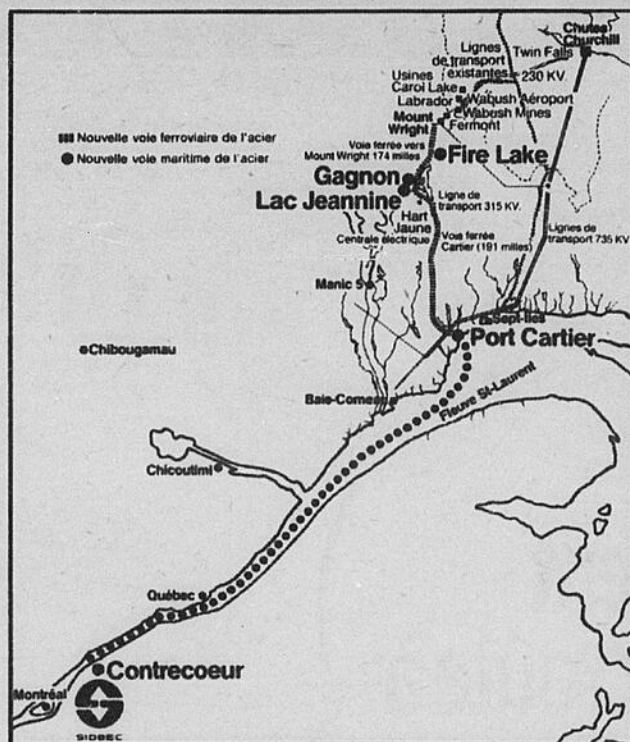 Chutes
Churchill
Lignes
de transport
existantes
Twin Falls
230 KV.
Usines
Carol Lake
Labrador
Wabush Aéroport
Wabush Mines
Mount
Wright
Fermont
Nouvelle voie ferroviaire de l'acier
Nouvelle voie maritime de l'acier
Voie ferrée vers
Mount Wright 174 milles
Fire Lake
Gagnon
Lac Jeannine
Ligne de
transport 315 KV.
Hart
Jaune
Centrale électrique
Voie ferrée
Cartier (191 milles)
Lignes de
transport 735 KV
Manic 5
Sept-Iles
Port Cartier
Chibougamau
Baie-Comeau
Fleuve St-Laurent
Chicoutimi
Québec
Contrecoeur
Montréal
SIDBEC